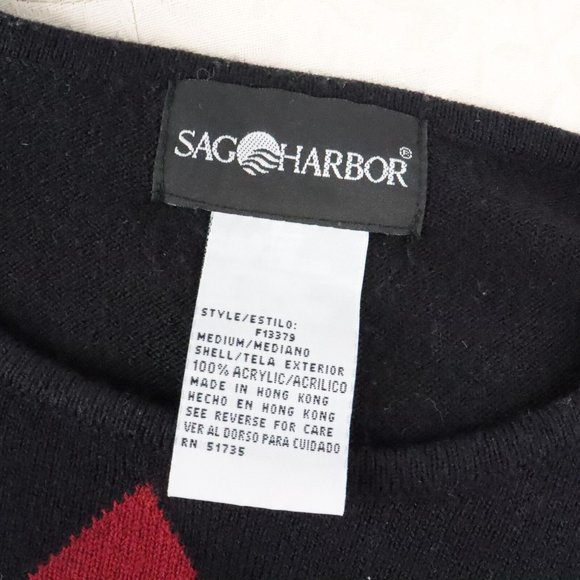 SAG HARBOR®
STYLE/ESTILO:
F13379
MEDIUM/MEDIANO
SHELL/TELA EXTERIOR
100% ACRYLIC/ACRILICO
MADE IN HONG KONG
HECHO EN HONG KONG
SEE REVERSE FOR CARE
VER AL DORSO PARA CUIDADO
RN 51735